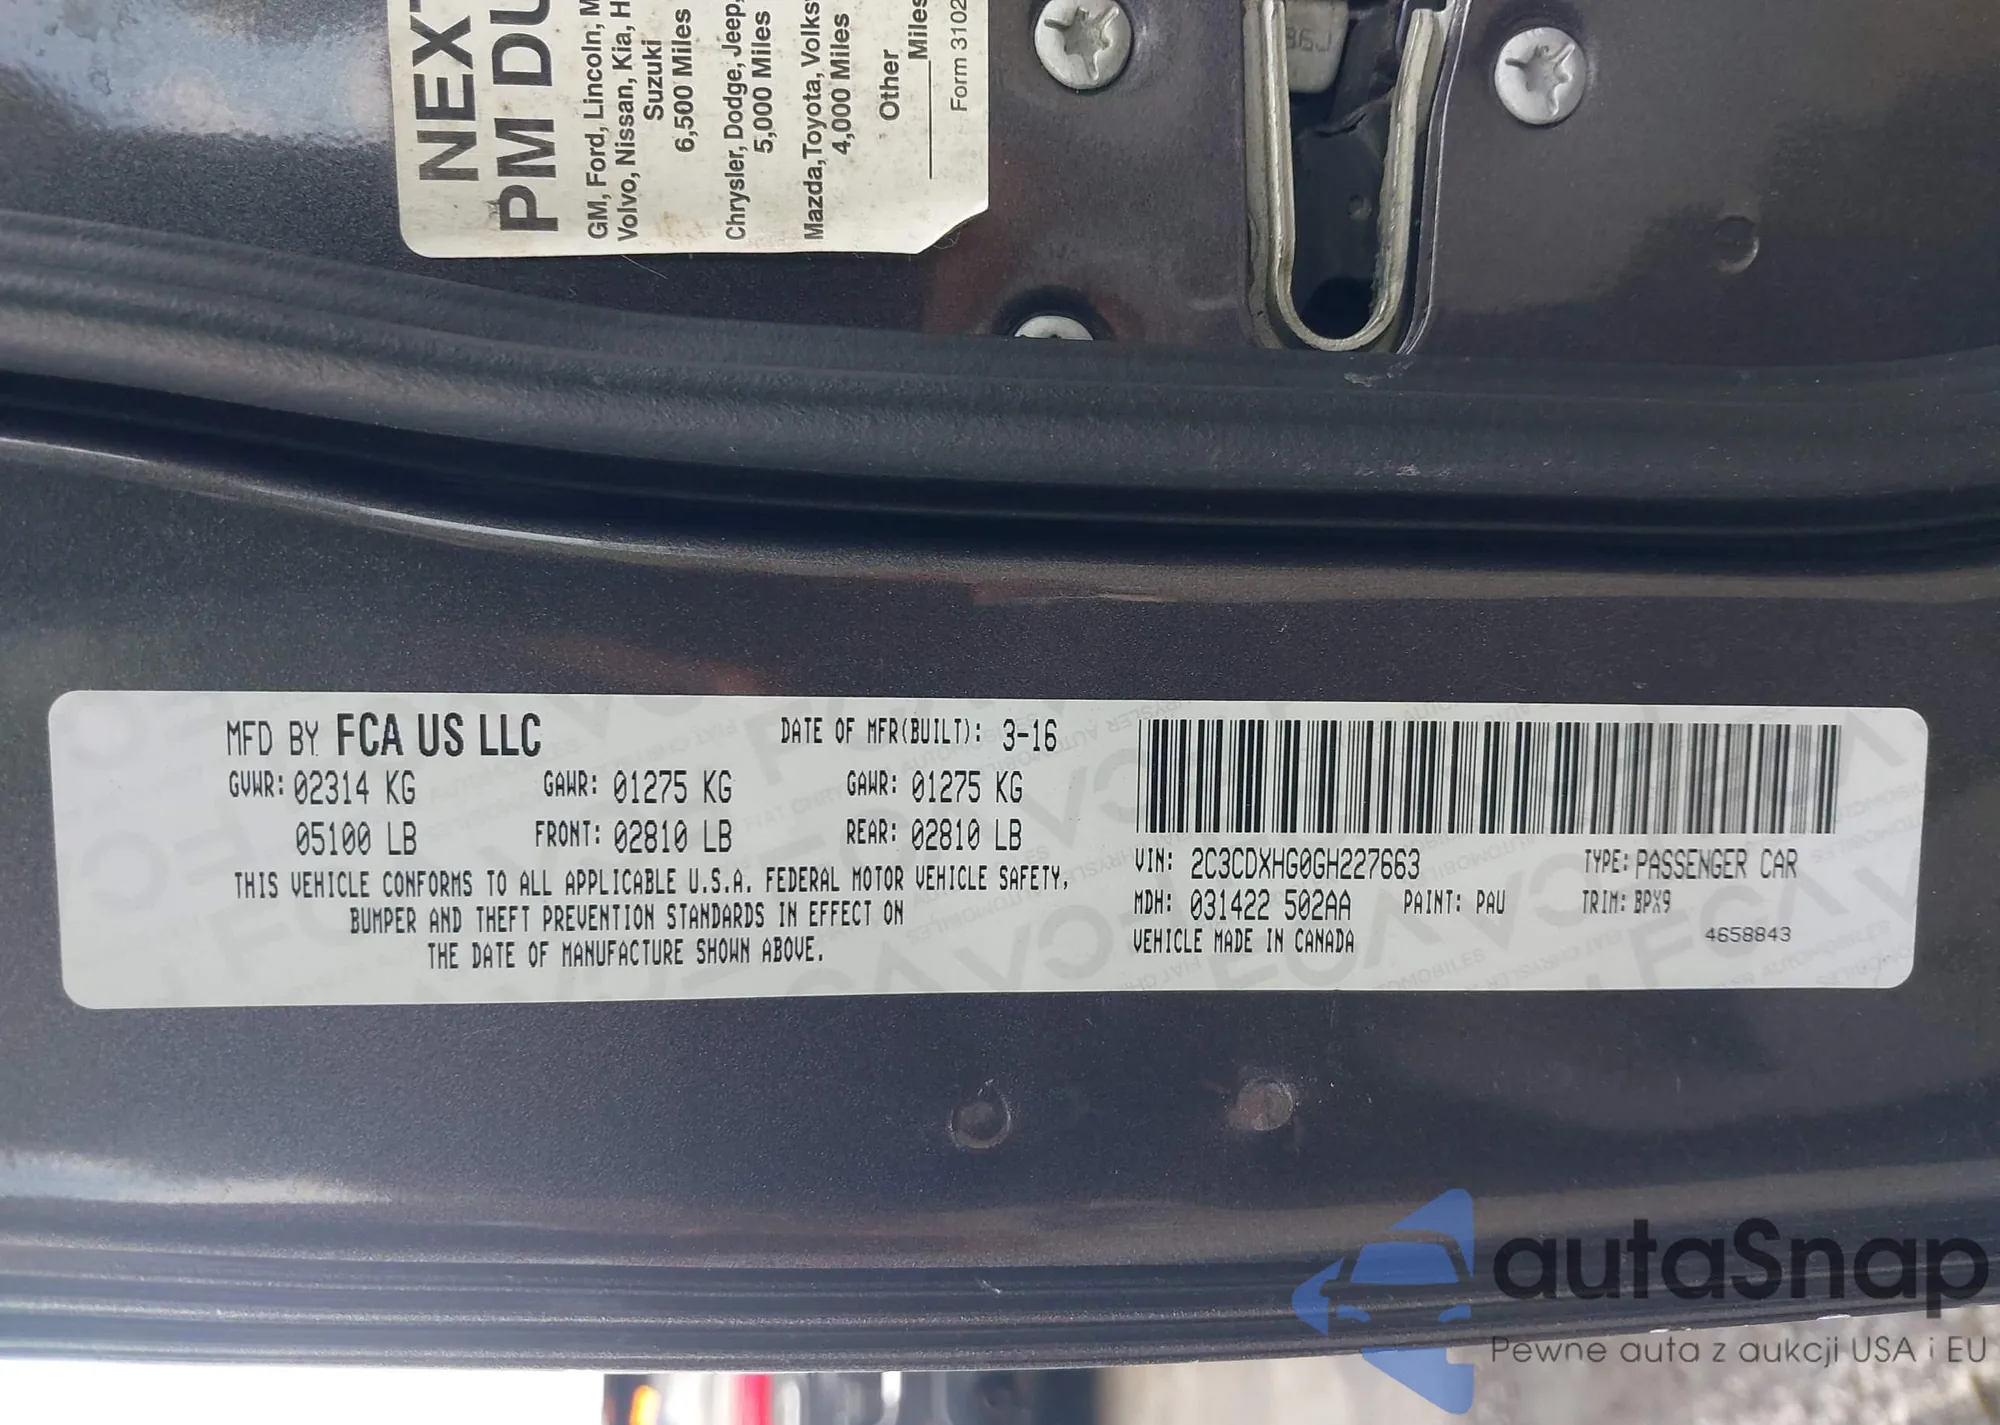 NEXT
PM DU
GM, Ford, Lincoln, M
Volvo, Nissan, Kia, H
Suzuki
6,500 Miles
Chrysler, Dodge, Jeep,
5,000 Miles
Mazda, Toyota, Volks
4,000 Miles
Other
Miles
Form 3102
MFD BY FCA US LLC
DATE OF MFR(BUILT): 3-16
GVWR: 02314 KG
GAWR: 01275 KG
GAWR: 01275 KG
05100 LB
FRONT: 02810 LB
REAR: 02810 LB
THIS VEHICLE CONFORMS TO ALL APPLICABLE U.S.A. FEDERAL MOTOR VEHICLE SAFETY,
BUMPER AND THEFT PREVENTION STANDARDS IN EFFECT ON
THE DATE OF MANUFACTURE SHOWN ABOVE.
VIN: 2C3CDXHG0GH227663
TYPE: PASSENGER CAR
MDH: 031422 502AA
PAINT: PAU
TRIM: BPX9
VEHICLE MADE IN CANADA
4658843
autaSnap
Pewne auta z aukcji USA i EU